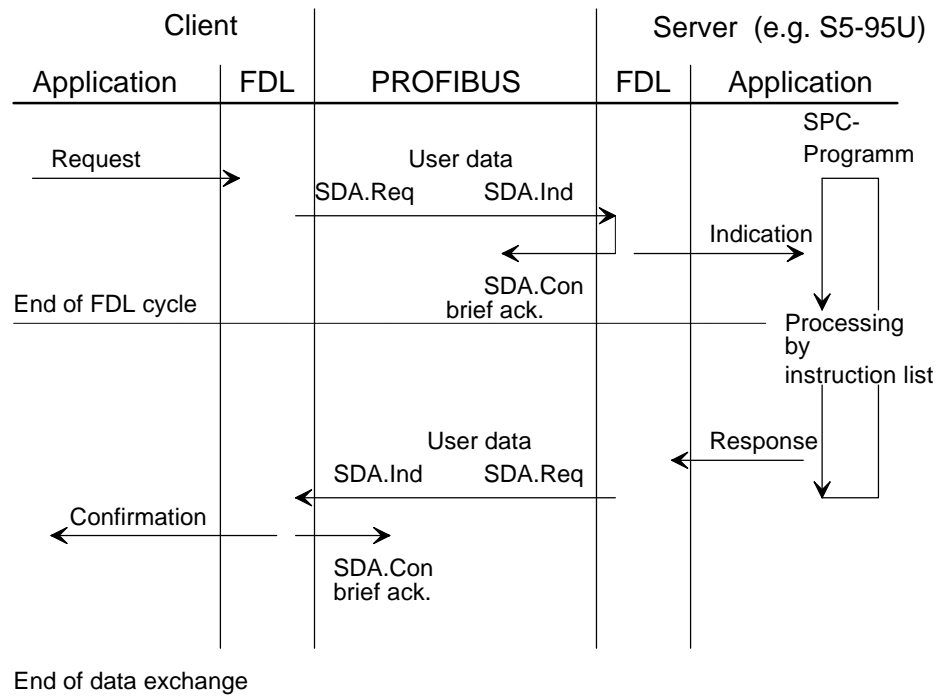 Client
Server (e.g. S5-95U)
Application
FDL
PROFIBUS
FDL
Application
SPC-
Programm
Request
User data
SDA.Req
SDA.Ind
Indication
SDA.Con
brief ack.
End of FDL cycle
Processing
by
instruction list
User data
Response
SDA.Ind
SDA.Req
Confirmation
SDA.Con
brief ack.
End of data exchange